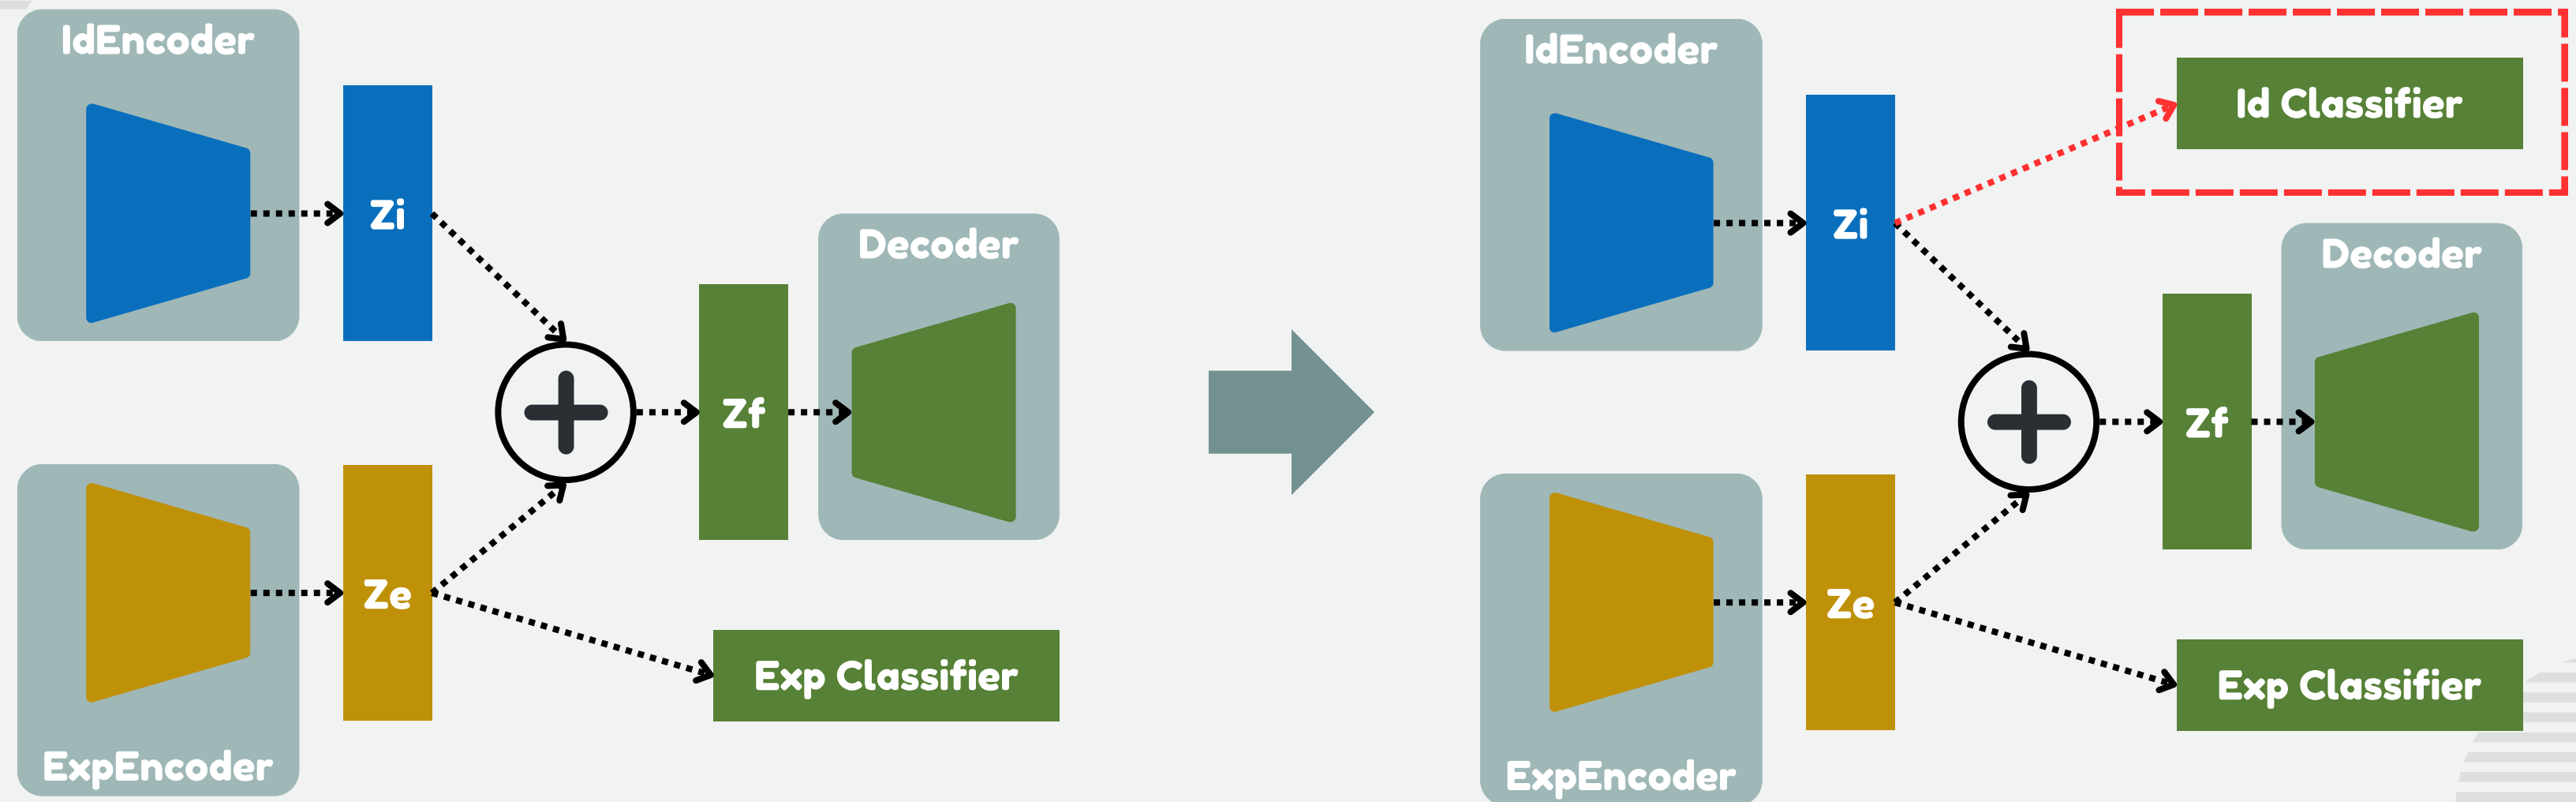 IdEncoder
Zi
Decoder
Zf
Ze
Exp Classifier
ExpEncoder
IdEncoder
Id Classifier
Zi
Decoder
Zf
Ze
Exp Classifier
ExpEncoder